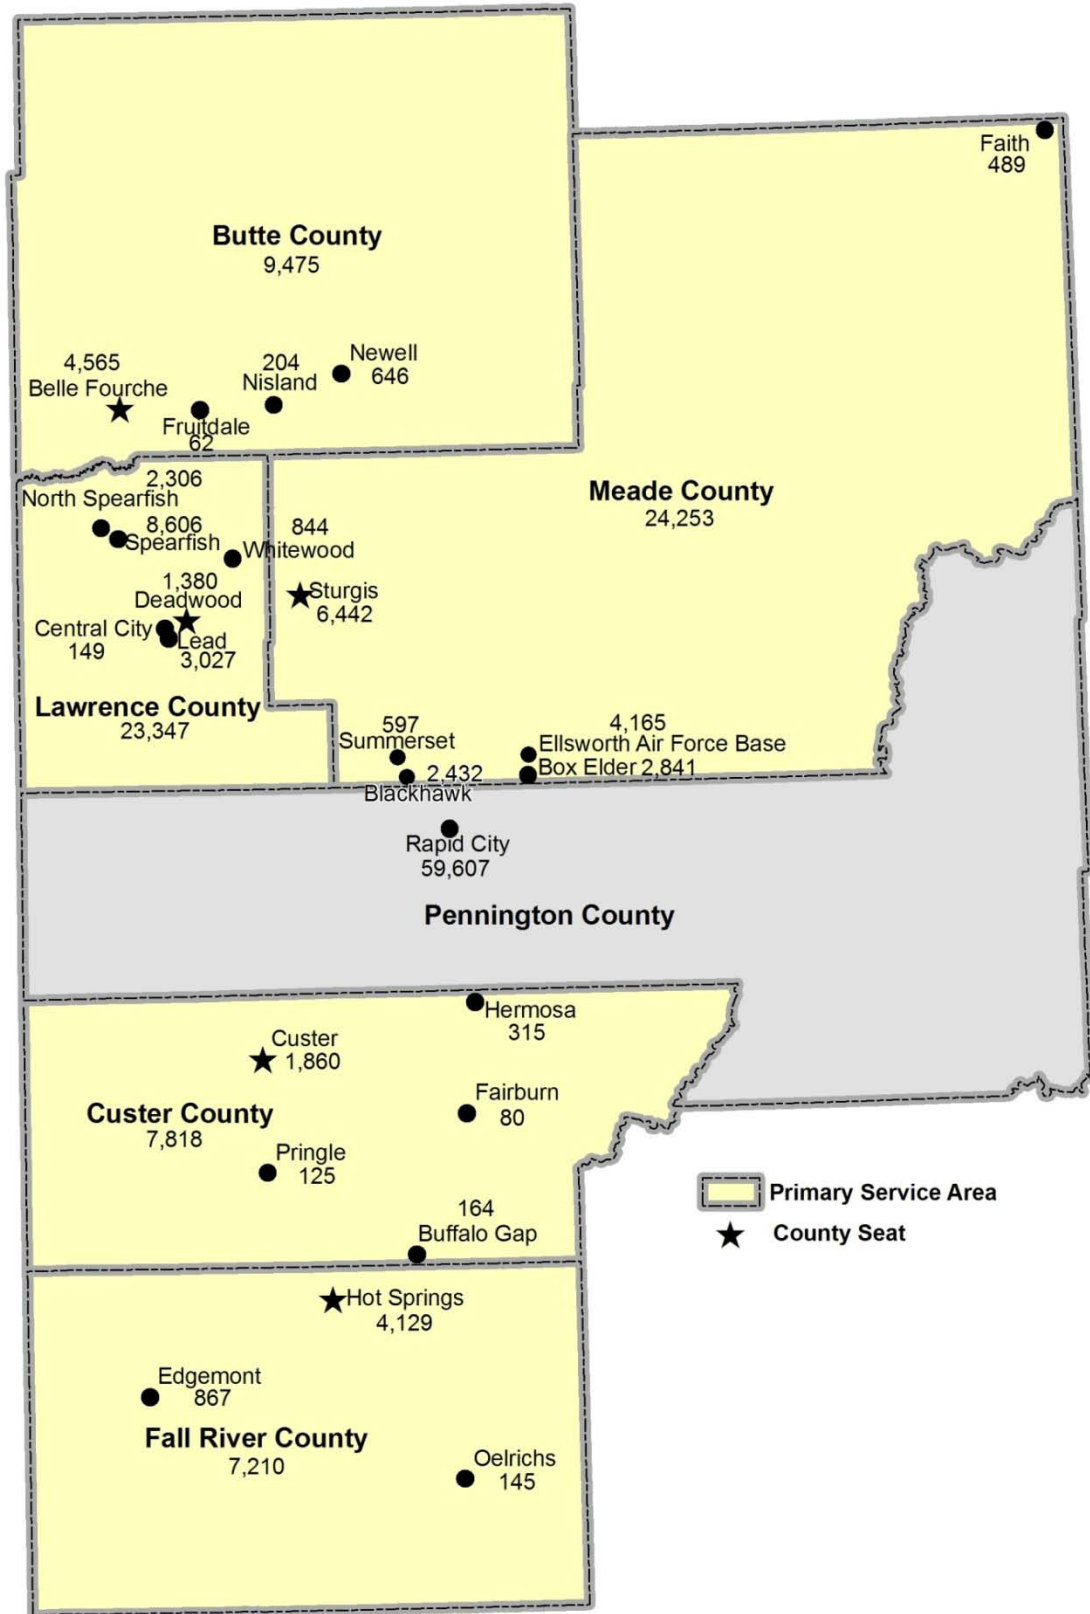 Faith
489
Butte County
9,475
4,565
Belle Fourche
Fruitdale
62
204
Nisland
Newell
646
Meade County
24,253
2,306
North Spearfish
8,606
Spearfish
844
Whitewood
1,380
Deadwood
Sturgis
6,442
Central City
149
Lead
3,027
Lawrence County
23,347
597
Summerset
2,432
Blackhawk
4,165
Ellsworth Air Force Base
Box Elder 2,841
Rapid City
59,607
Pennington County
Hermosa
315
Custer
1,860
Fairburn
80
Custer County
7,818
Pringle
125
164
Buffalo Gap
Primary Service Area
County Seat
Hot Springs
4,129
Edgemont
867
Fall River County
7,210
Oelrichs
145